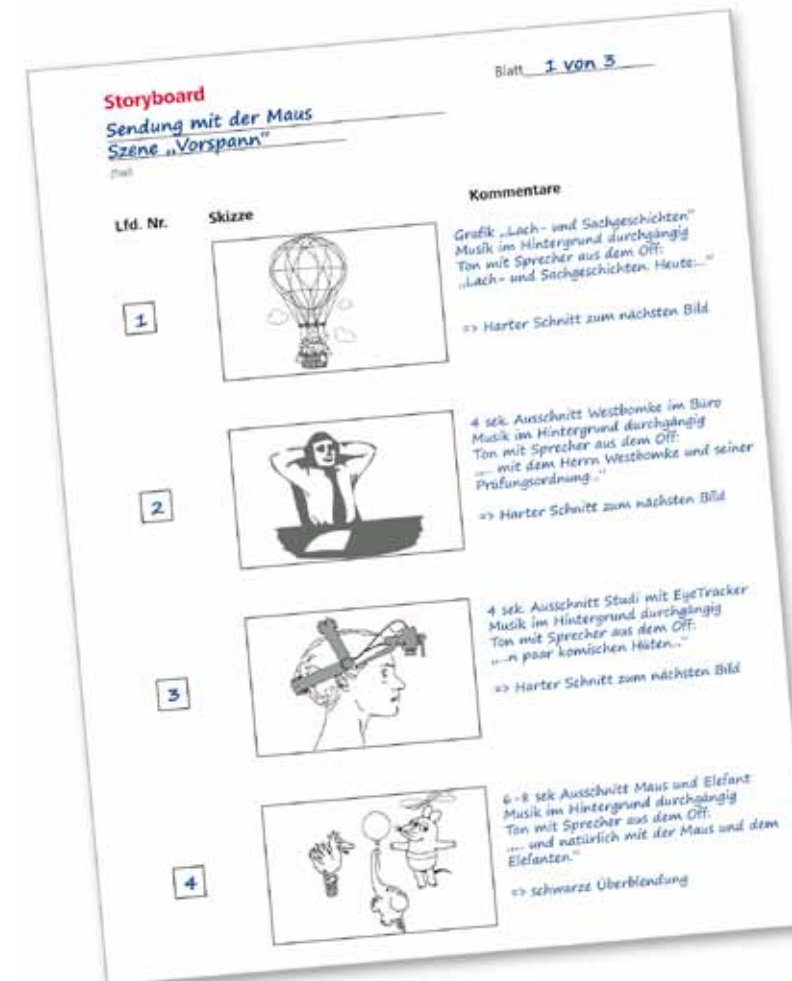 Blatt 1 von 3
Storyboard
Sendung mit der Maus
Szene „Vorspann"
Lfd. Nr. Skizze Kommentare
1
Grafik „Lach- und Sachgeschichten"
Musik im Hintergrund durchgängig
Ton mit Sprecher aus dem Off:
„Lach- und Sachgeschichten. Heute:..."
=> Harter Schnitt zum nächsten Bild
2
4 sek. Ausschnitt Westbomke im Büro
Musik im Hintergrund durchgängig
Ton mit Sprecher aus dem Off:
„... mit dem Herrn Westbomke und seiner
Prüfungsordnung.."
=> Harter Schnitt zum nächsten Bild
3
4 sek. Ausschnitt Studi mit EyeTracker
Musik im Hintergrund durchgängig
Ton mit Sprecher aus dem Off:
„...n paar komischen Hüten..."
=> Harter Schnitt zum nächsten Bild
4
6-8 sek Ausschnitt Maus und Elefant
Musik im Hintergrund durchgängig
Ton mit Sprecher aus dem Off:
„... und natürlich mit der Maus und dem
Elefanten."
=> schwarze Überblendung